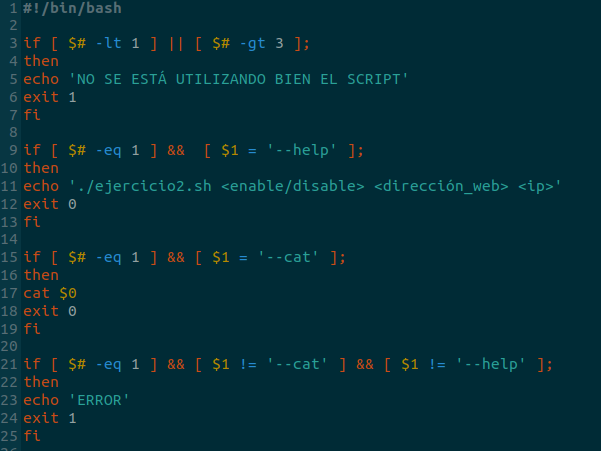 1 #!/bin/bash
2
3 if [ $# -lt 1 ] || [ $# -gt 3 ];
4 then
5 echo 'NO SE ESTÁ UTILIZANDO BIEN EL SCRIPT'
6 exit 1
7 fi
8
9 if [ $# -eq 1 ] &&  [ $1 = '--help' ];
10 then
11 echo './ejercicio2.sh <enable/disable> <dirección_web> <ip>'
12 exit 0
13 fi
14
15 if [ $# -eq 1 ] && [ $1 = '--cat' ];
16 then
17 cat $0
18 exit 0
19 fi
20
21 if [ $# -eq 1 ] && [ $1 != '--cat' ] && [ $1 != '--help' ];
22 then
23 echo 'ERROR'
24 exit 1
25 fi